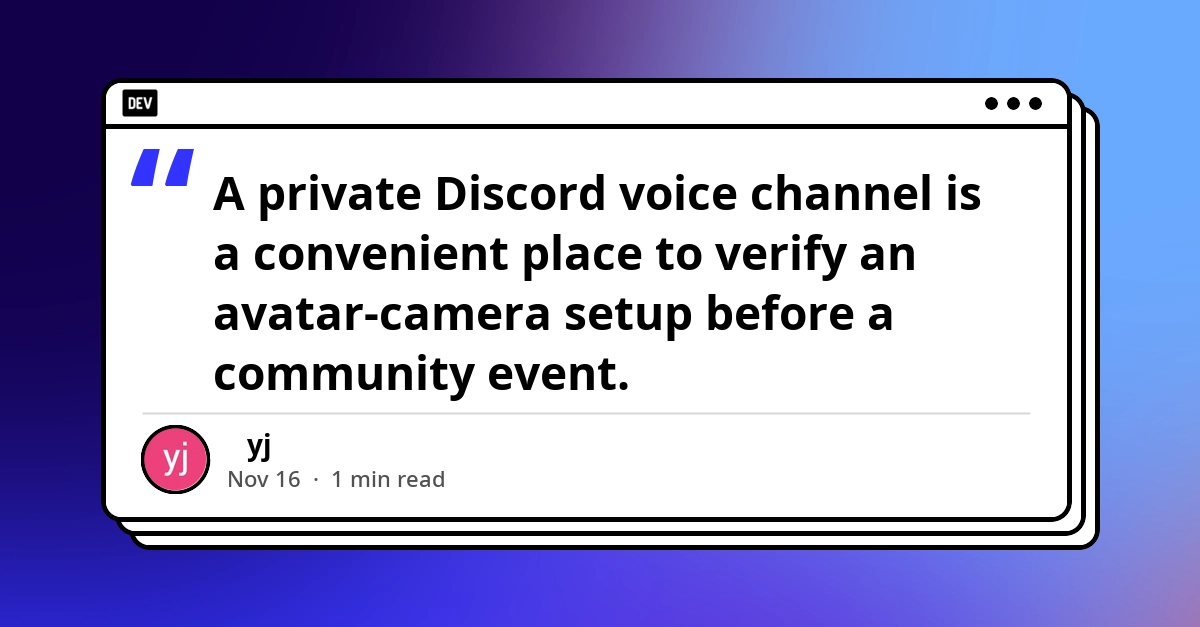 DEV
“
A private Discord voice channel is
a convenient place to verify an
avatar-camera setup before a
community event.
yj
yj
Nov 16 · 1 min read